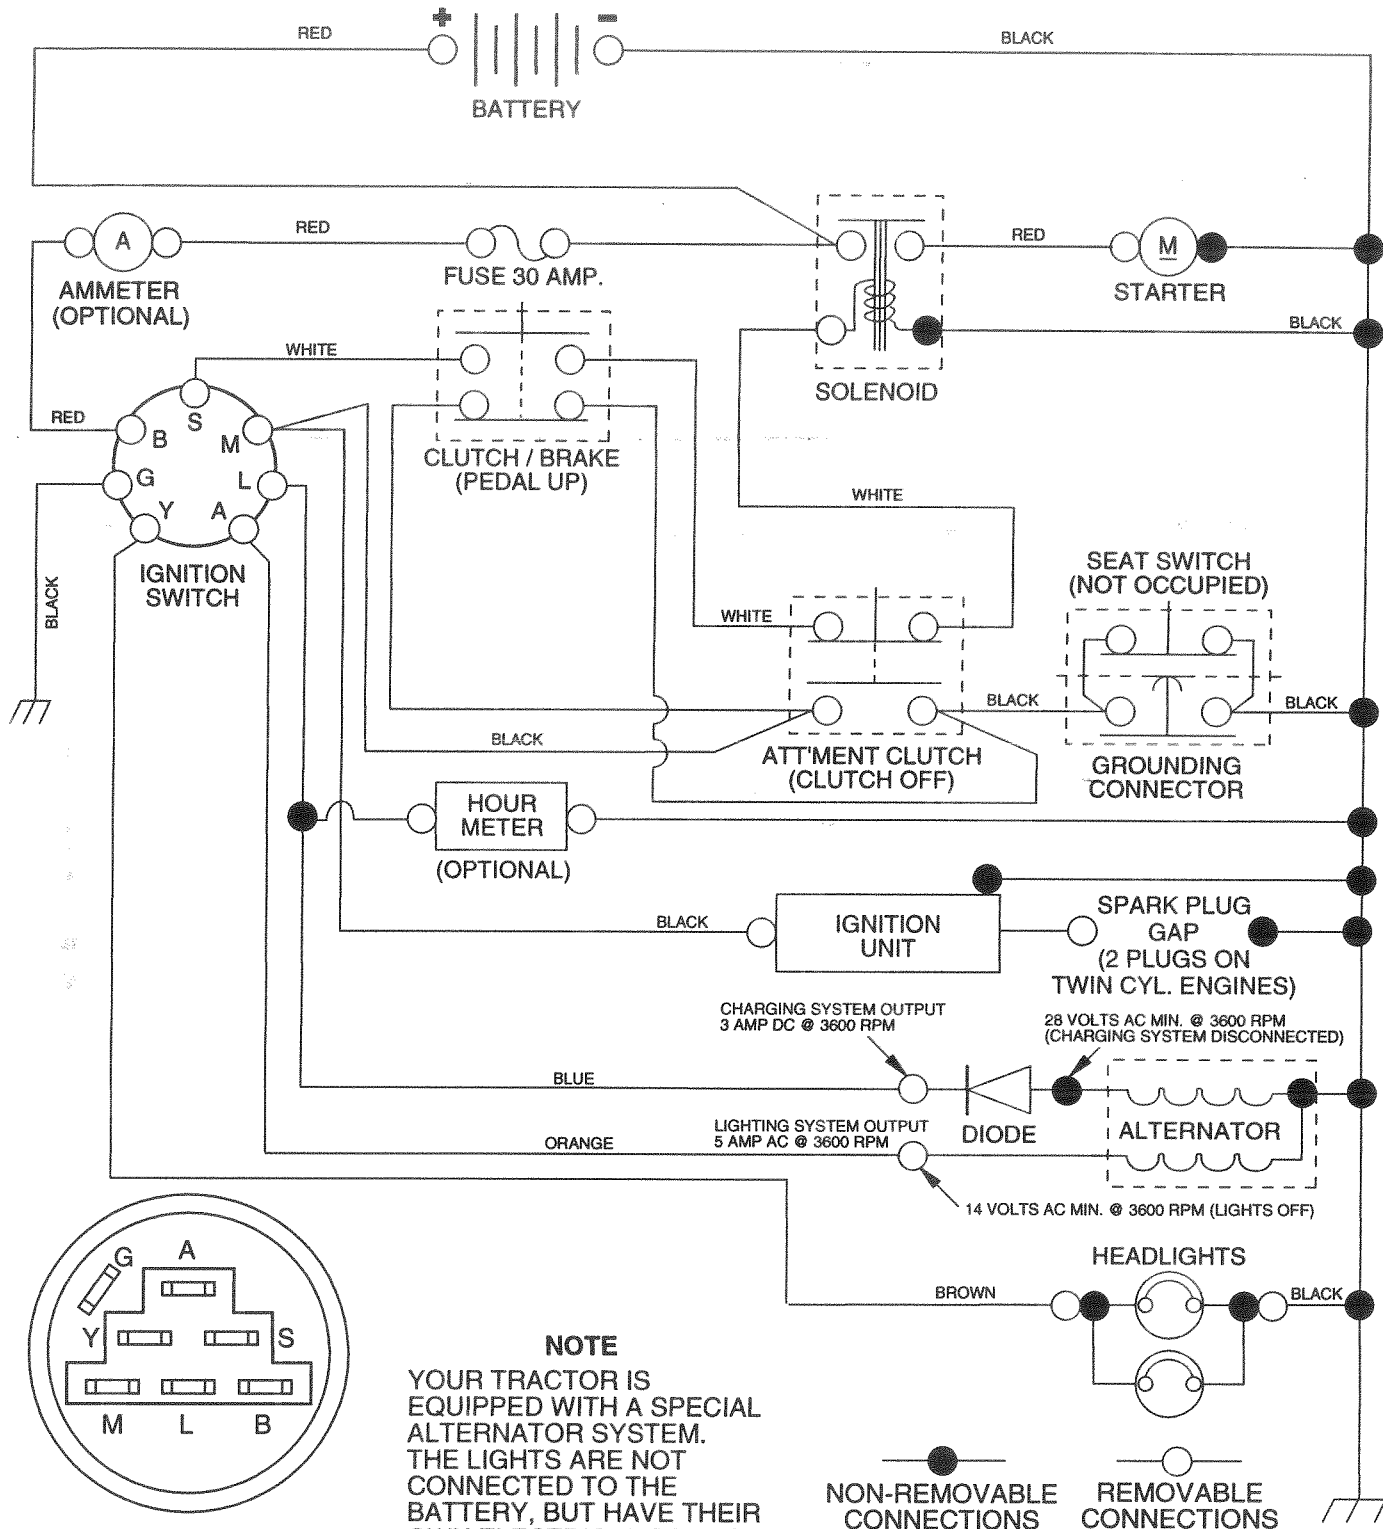 + -
RED
BLACK
BATTERY
A
RED
RED
M
FUSE 30 AMP.
AMMETER
(OPTIONAL)
STARTER
BLACK
WHITE
SOLENOID
RED
S
B
M
CLUTCH / BRAKE
(PEDAL UP)
G
L
Y
A
WHITE
IGNITION
SWITCH
BLACK
SEAT SWITCH
(NOT OCCUPIED)
WHITE
BLACK
BLACK
BLACK
ATT'MENT CLUTCH
(CLUTCH OFF)
GROUNDING
CONNECTOR
HOUR
METER
(OPTIONAL)
BLACK
IGNITION
UNIT
SPARK PLUG
GAP
(2 PLUGS ON
TWIN CYL. ENGINES)
CHARGING SYSTEM OUTPUT
3 AMP DC @ 3600 RPM
28 VOLTS AC MIN. @ 3600 RPM
(CHARGING SYSTEM DISCONNECTED)
BLUE
DIODE
ALTERNATOR
LIGHTING SYSTEM OUTPUT
5 AMP AC @ 3600 RPM
ORANGE
14 VOLTS AC MIN. @ 3600 RPM (LIGHTS OFF)
HEADLIGHTS
BROWN
BLACK
G
A
Y
S
M
L
B
NOTE
YOUR TRACTOR IS
EQUIPPED WITH A SPECIAL
ALTERNATOR SYSTEM.
THE LIGHTS ARE NOT
CONNECTED TO THE
BATTERY, BUT HAVE THEIR
NON-REMOVABLE
CONNECTIONS
REMOVABLE
CONNECTIONS